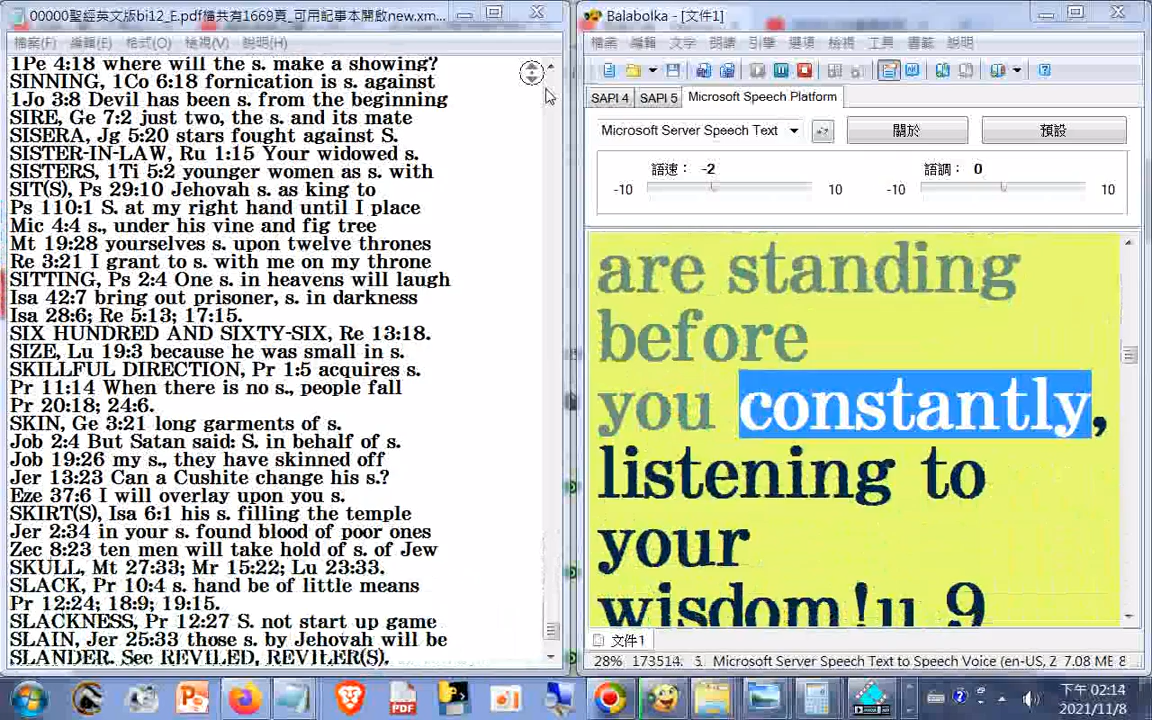 00000聖經英文版bi12_E.pdf檔共有1669頁_可用記事本開啟new.xm...
檔案(F) 編輯(E) 格式(O) 檢視(V) 說明(H)
1Pe 4:18 where will the s. make a showing?
SINNING, 1Co 6:18 fornication is s. against
1Jo 3:8 Devil has been s. from the beginning
SIRE, Ge 7:2 just two, the s. and its mate
SISERA, Jg 5:20 stars fought against S.
SISTER-IN-LAW, Ru 1:15 Your widowed s.
SISTERS, 1Ti 5:2 younger women as s. with
SIT(S), Ps 29:10 Jehovah s. as king to
Ps 110:1 S. at my right hand until I place
Mic 4:4 s., under his vine and fig tree
Mt 19:28 yourselves s. upon twelve thrones
Re 3:21 I grant to s. with me on my throne
SITTING, Ps 2:4 One s. in heavens will laugh
Isa 42:7 bring out prisoner, s. in darkness
Isa 28:6; Re 5:13; 17:15.
SIX HUNDRED AND SIXTY-SIX, Re 13:18.
SIZE, Lu 19:3 because he was small in s.
SKILLFUL DIRECTION, Pr 1:5 acquires s.
Pr 11:14 When there is no s., people fall
Pr 20:18; 24:6.
SKIN, Ge 3:21 long garments of s.
Job 2:4 But Satan said: S. in behalf of s.
Job 19:26 my s., they have skinned off
Jer 13:23 Can a Cushite change his s.?
Eze 37:6 I will overlay upon you s.
SKIRT(S), Isa 6:1 his s. filling the temple
Jer 2:34 in your s. found blood of poor ones
Zec 8:23 ten men will take hold of s. of Jew
SKULL, Mt 27:33; Mr 15:22; Lu 23:33.
SLACK, Pr 10:4 s. hand be of little means
Pr 12:24; 18:9; 19:15.
SLACKNESS, Pr 12:27 S. not start up game
SLAIN, Jer 25:33 those s. by Jehovah will be
SLANDER. See REVILED, REVILER(S).
Balabolka - [文件1]
檔案 編輯 文字 朗讀 引擎 選項 檢視 工具 書籤 說明
SAPI 4 SAPI 5 Microsoft Speech Platform
Microsoft Server Speech Text 關於 預設
語速： -2 語調： 0
-10 10 -10 10
are standing
before
you constantly,
listening to
your
wisdom!u 9
文件1
28% 173514. Microsoft Server Speech Text to Speech Voice (en-US, Z 7.08 MB 8
下午 02:14
2021/11/8